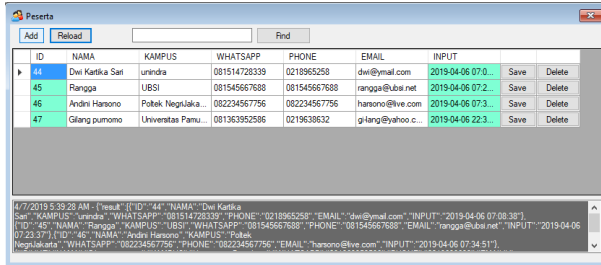 Peserta
Add Reload Find
ID NAMA KAMPUS WHATSAPP PHONE EMAIL INPUT
44 Dwi Kartika Sari unindra 081514728339 0218965258 dwi@ymail.com 2019-04-06 07:0... Save Delete
45 Rangga UBSI 081545667688 081545667688 rangga@ubsi.net 2019-04-06 07:2... Save Delete
46 Andini Harsono Poltek NegriJaka... 082234567756 082234567756 harsono@live.com 2019-04-06 07:3... Save Delete
47 Gilang purnomo Universitas Pamu... 081363952586 0219638632 gi-lang@yahoo.c... 2019-04-06 22:3... Save Delete
4/7/2019 5:39:28 AM - {"result":[{"ID":"44","NAMA":"Dwi Kartika
Sari","KAMPUS":"unindra","WHATSAPP":"081514728339","PHONE":"0218965258","EMAIL":"dwi@ymail.com","INPUT":"2019-04-06 07:08:38"},
{"ID":"45","NAMA":"Rangga","KAMPUS":"UBSI","WHATSAPP":"081545667688","PHONE":"081545667688","EMAIL":"rangga@ubsi.net","INPUT":"2019-04-06
07:23:37"},{"ID":"46","NAMA":"Andini Harsono","KAMPUS":"Poltek
NegriJakarta","WHATSAPP":"082234567756","PHONE":"082234567756","EMAIL":"harsono@live.com","INPUT":"2019-04-06 07:34:51"},